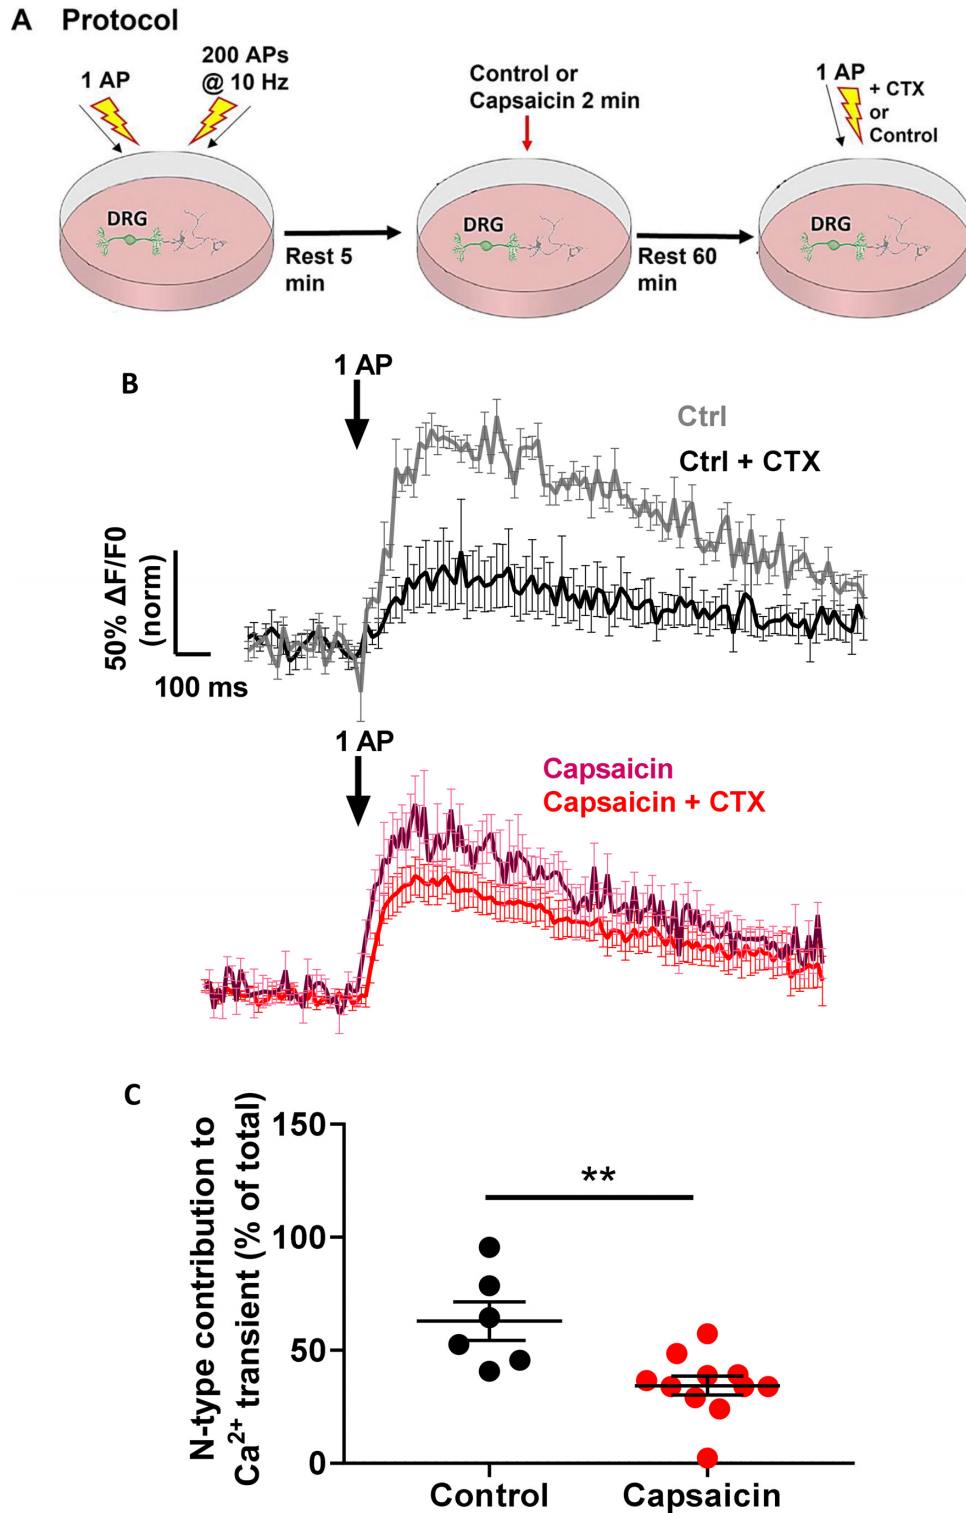 A Protocol
1 AP
200 APs
@ 10 Hz
Control or
Capsaicin 2 min
1 AP
+ CTX
or
Control
DRG
DRG
DRG
Rest 5
min
Rest 60
min
B
1 AP
Ctrl
Ctrl + CTX
50% ΔF/F0
(norm)
100 ms
1 AP
Capsaicin
Capsaicin + CTX
C
N-type contribution to
Ca²⁺ transient (% of total)
150
100
50
0
**
Control
Capsaicin